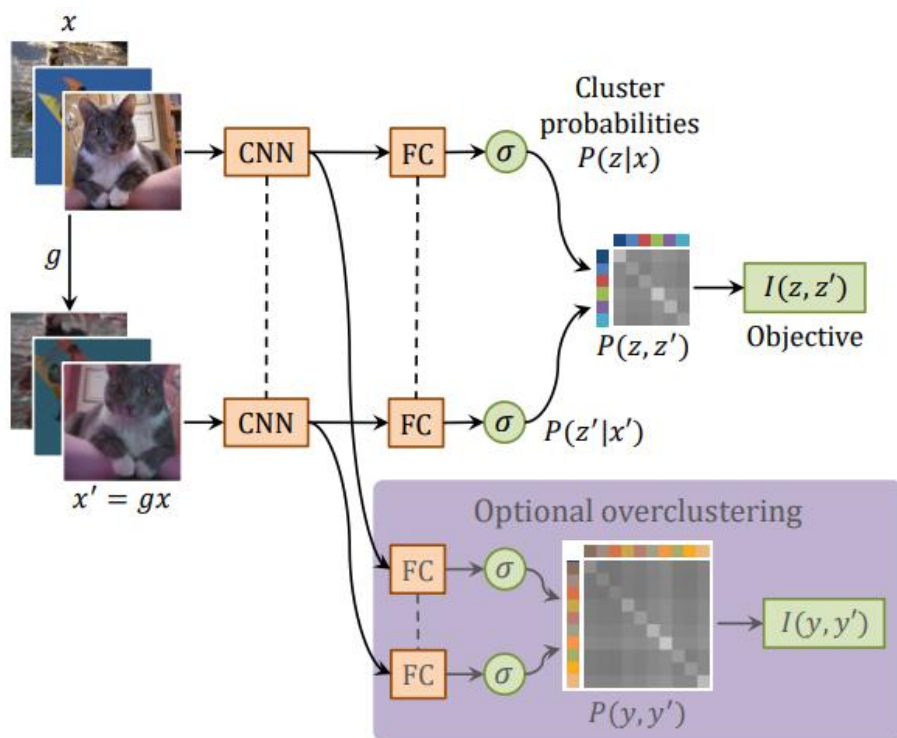 x
CNN
FC
σ
Cluster
probabilities
P(z|x)
g
P(z, z′)
I(z, z′)
Objective
CNN
FC
σ
P(z′|x′)
x′ = gx
Optional overclustering
FC
σ
I(y, y′)
FC
σ
P(y, y′)